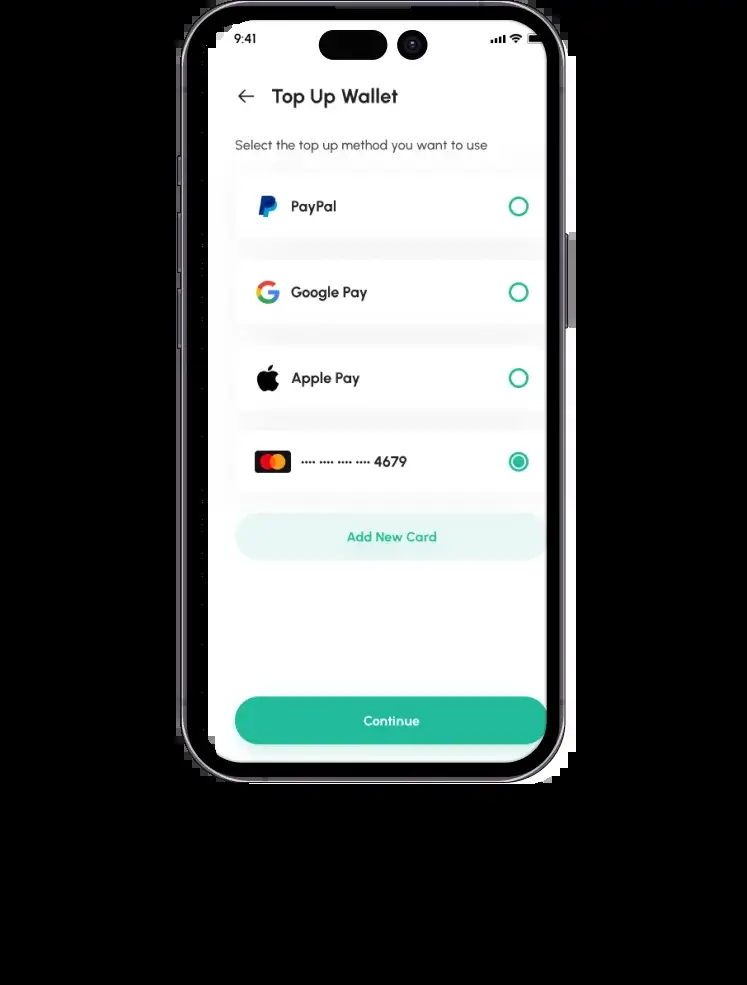 9:41
Top Up Wallet
Select the top up method you want to use
PayPal
Google Pay
Apple Pay
•••• •••• •••• •••• 4679
Add New Card
Continue